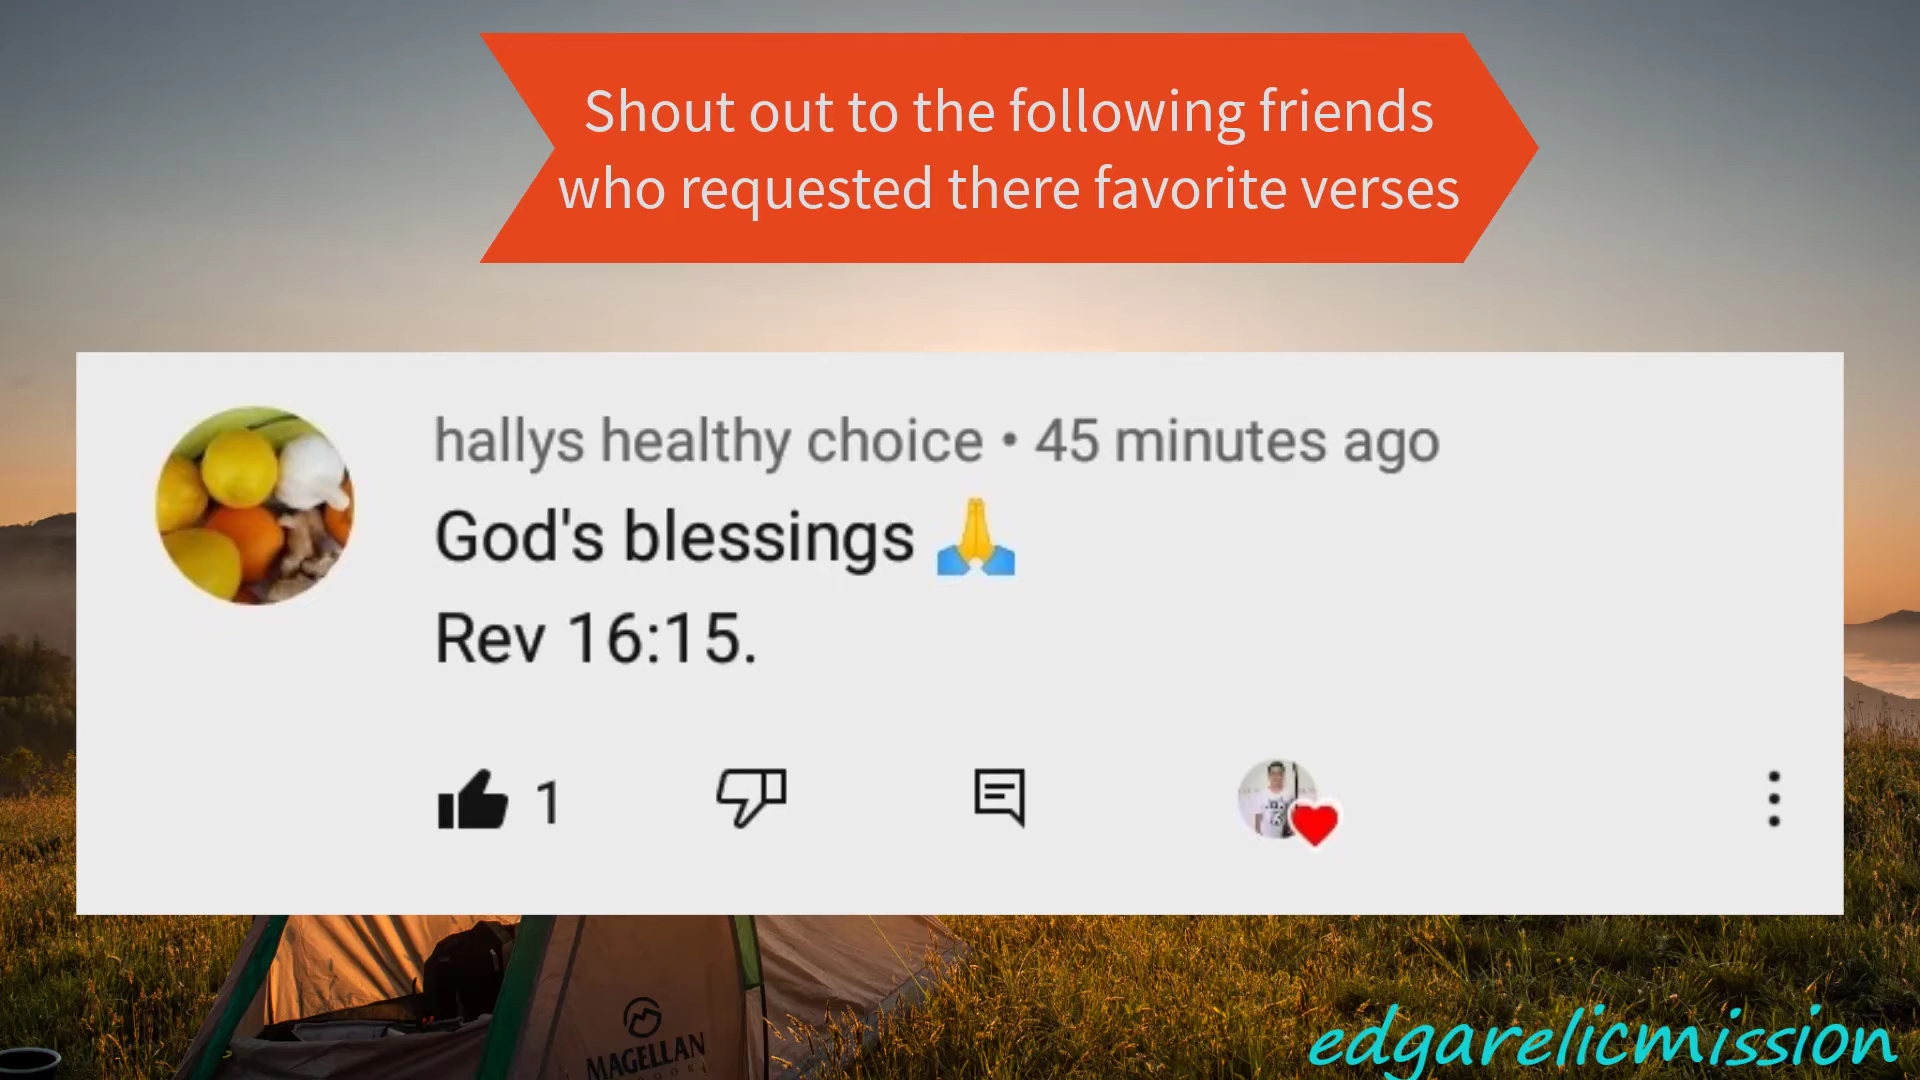 Shout out to the following friends
who requested there favorite verses
hallys healthy choice • 45 minutes ago
God's blessings 🙏
Rev 16:15.
1
MAGELLAN
edgarelicmission